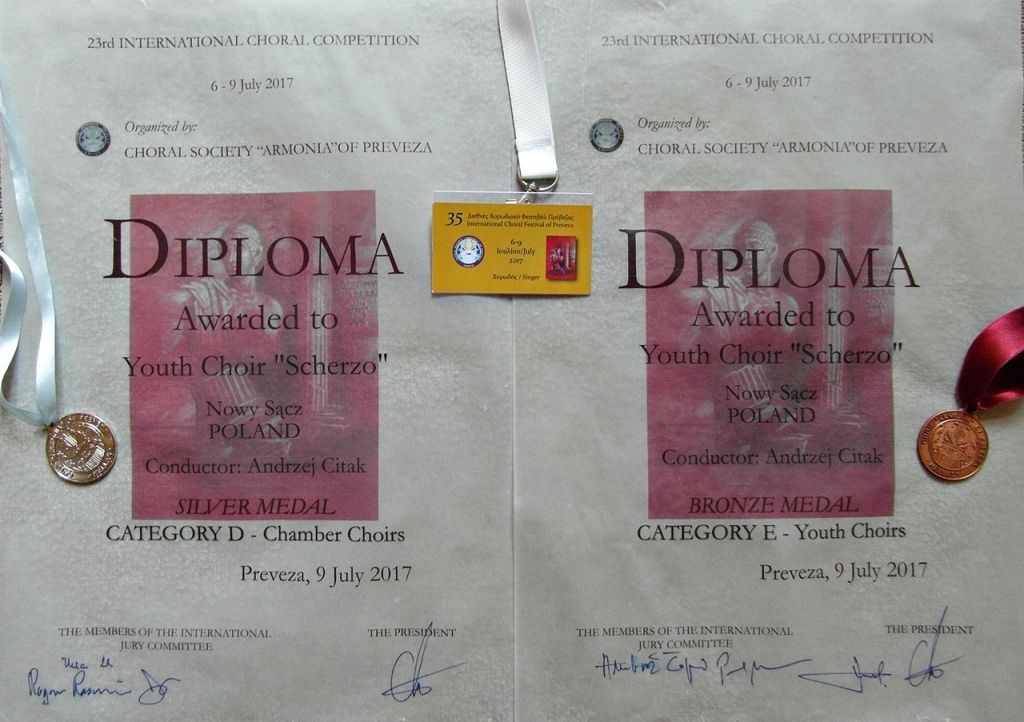 23rd INTERNATIONAL CHORAL COMPETITION
6 - 9 July 2017
Organized by:
CHORAL SOCIETY “ARMONIA”OF PREVEZA
DIPLOMA
Awarded to
Youth Choir "Scherzo"
Nowy Sącz
POLAND
Conductor: Andrzej Citak
SILVER MEDAL
CATEGORY D - Chamber Choirs
Preveza, 9 July 2017
THE MEMBERS OF THE INTERNATIONAL
JURY COMMITTEE
THE PRESIDENT
35 Διεθνές Χορωδιακό Φεστιβάλ Πρέβεζας
International Choral Festival of Preveza
6-9
Ιουλίου/July
2017
Χορωδός / Singer
23rd INTERNATIONAL CHORAL COMPETITION
6 - 9 July 2017
Organized by:
CHORAL SOCIETY “ARMONIA”OF PREVEZA
DIPLOMA
Awarded to
Youth Choir "Scherzo"
Nowy Sącz
POLAND
Conductor: Andrzej Citak
BRONZE MEDAL
CATEGORY E - Youth Choirs
Preveza, 9 July 2017
THE MEMBERS OF THE INTERNATIONAL
JURY COMMITTEE
THE PRESIDENT